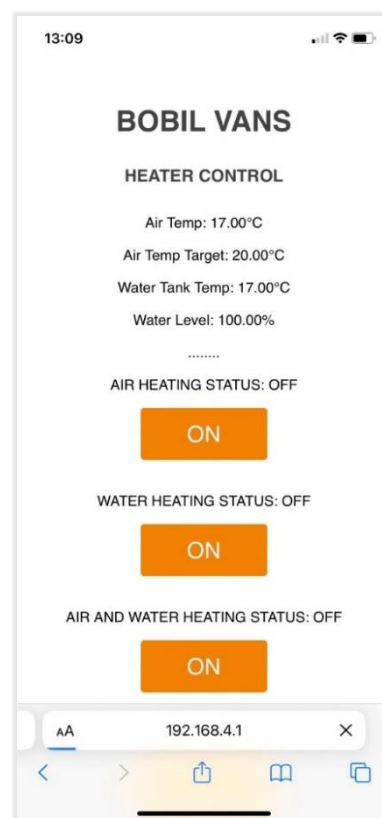 13:09
BOBIL VANS
HEATER CONTROL
Air Temp: 17.00°C
Air Temp Target: 20.00°C
Water Tank Temp: 17.00°C
Water Level: 100.00%
........
AIR HEATING STATUS: OFF
ON
WATER HEATING STATUS: OFF
ON
AIR AND WATER HEATING STATUS: OFF
ON
AA 192.168.4.1